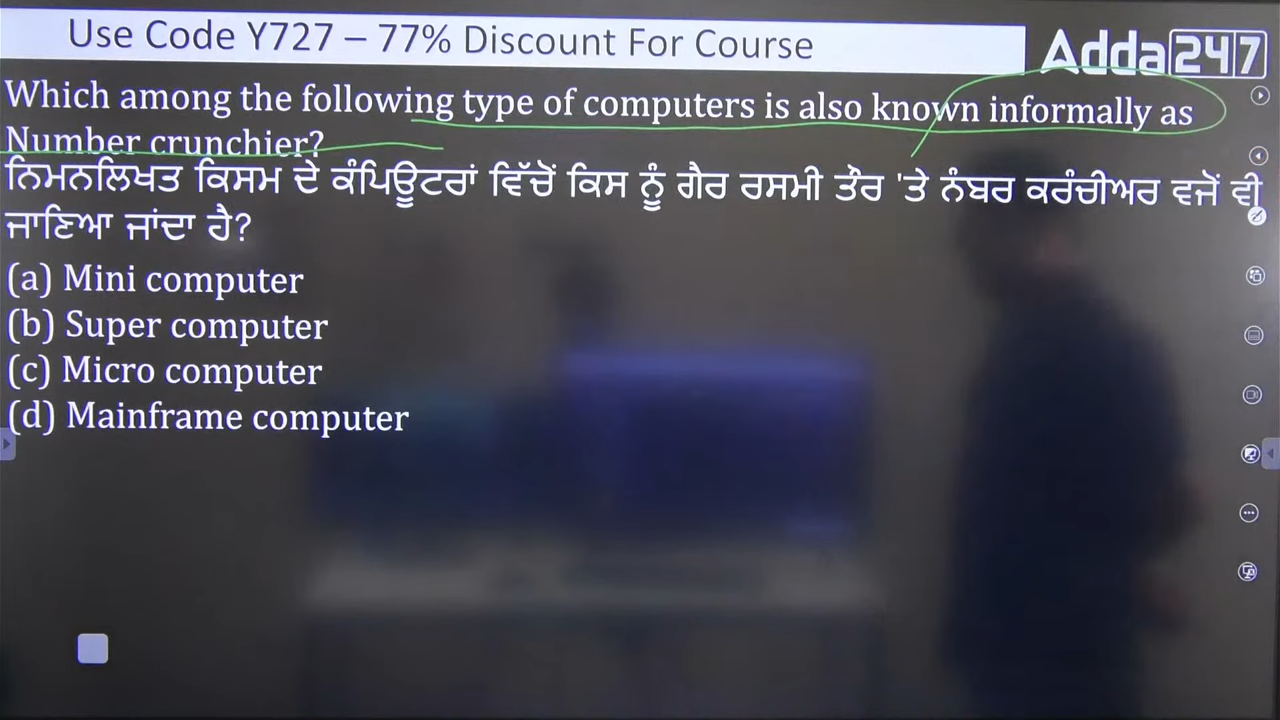 Use Code Y727 – 77% Discount For Course
Adda247
Which among the following type of computers is also known informally as
Number crunchier?
ਨਿਮਨਲਿਖਤ ਕਿਸਮ ਦੇ ਕੰਪਿਊਟਰਾਂ ਵਿੱਚੋਂ ਕਿਸ ਨੂੰ ਗੈਰ ਰਸਮੀ ਤੌਰ 'ਤੇ ਨੰਬਰ ਕਰੰਚੀਅਰ ਵਜੋਂ ਵੀ
ਜਾਣਿਆ ਜਾਂਦਾ ਹੈ?
(a) Mini computer
(b) Super computer
(c) Micro computer
(d) Mainframe computer